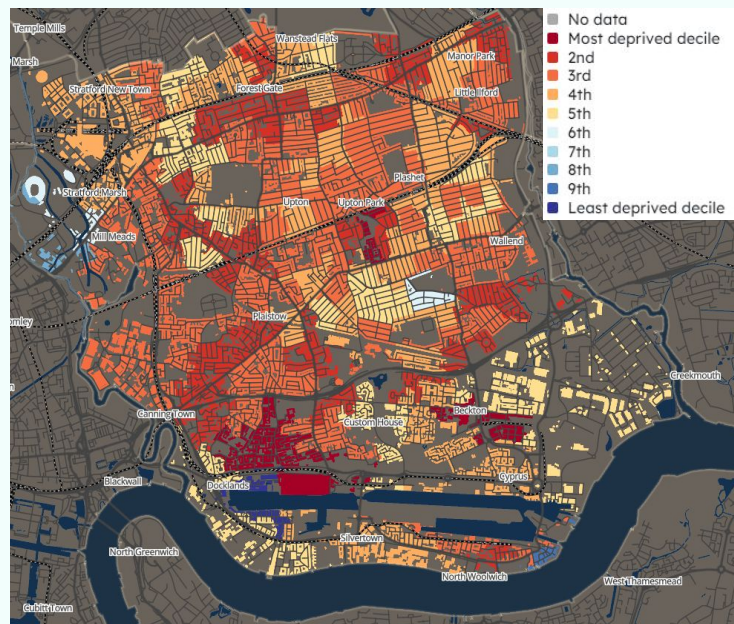 Temple Mills
Wanstead Flats
No data
Most deprived decile
2nd
3rd
4th
5th
6th
7th
8th
9th
Least deprived decile
Marsh
Manor Park
Stratford New Town
Forest Gate
Little Ilford
Plashet
Stratford Marsh
Upton
Upton Park
Mill Meads
Wallend
omley
Plaistow
Creekmouth
Canning Town
Beckton
Custom House
Blackwall
Docklands
Cyprus
Silvertown
North Greenwich
North Woolwich
West Thamesmead
Cubitt Town